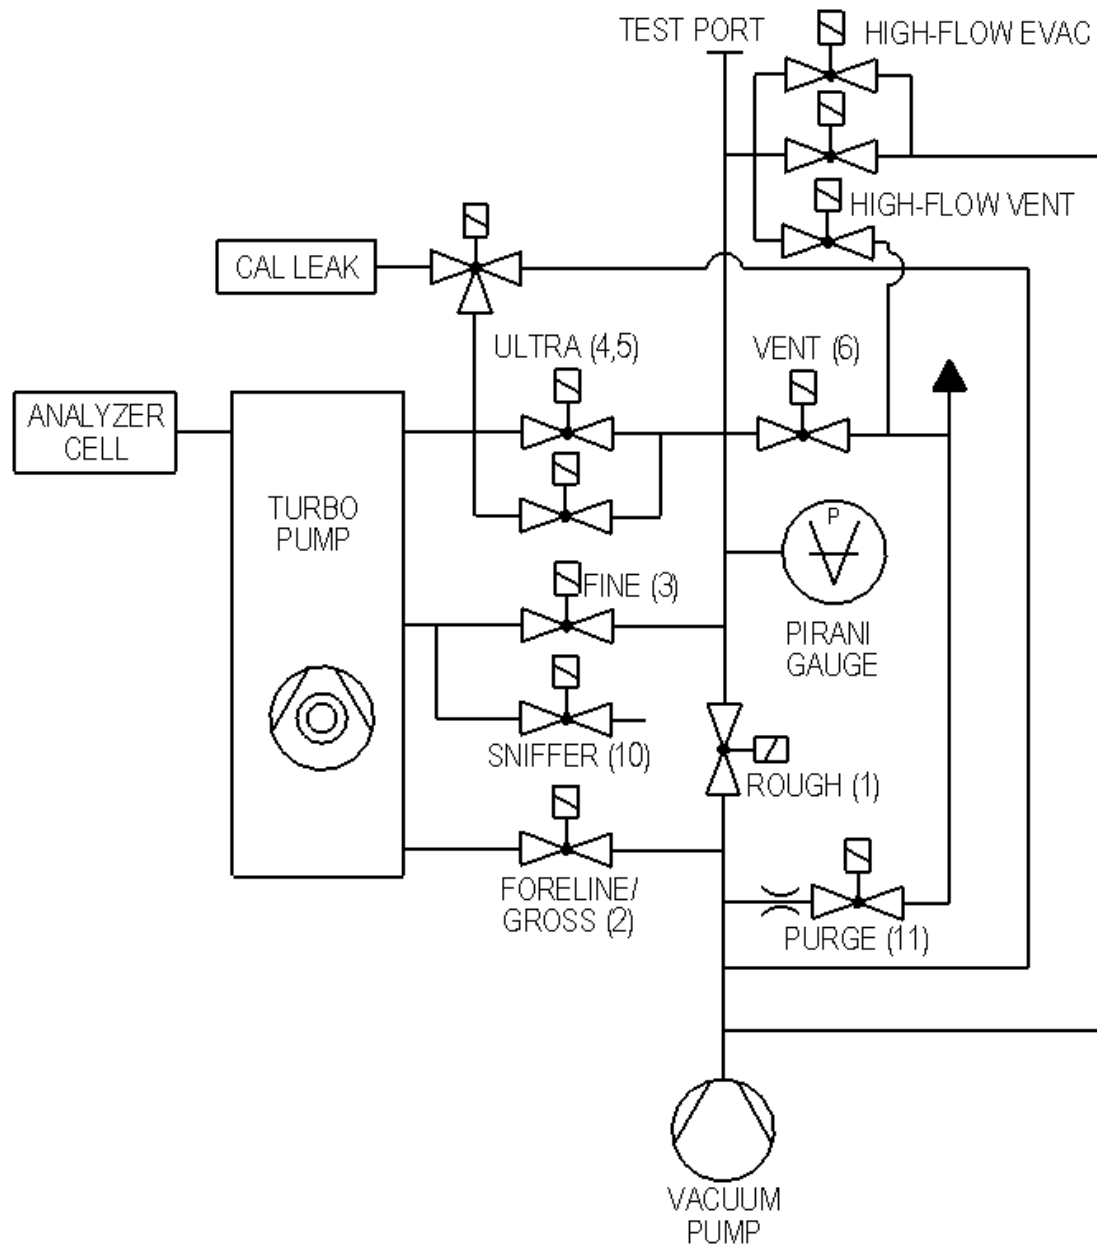 TEST PORT
HIGH-FLOW EVAC
HIGH-FLOW VENT
CAL LEAK
ULTRA (4,5)
VENT (6)
ANALYZER
CELL
TURBO
PUMP
P
FINE (3)
PIRANI
GAUGE
SNIFFER (10)
ROUGH (1)
FORELINE/
GROSS (2)
PURGE (11)
VACUUM
PUMP